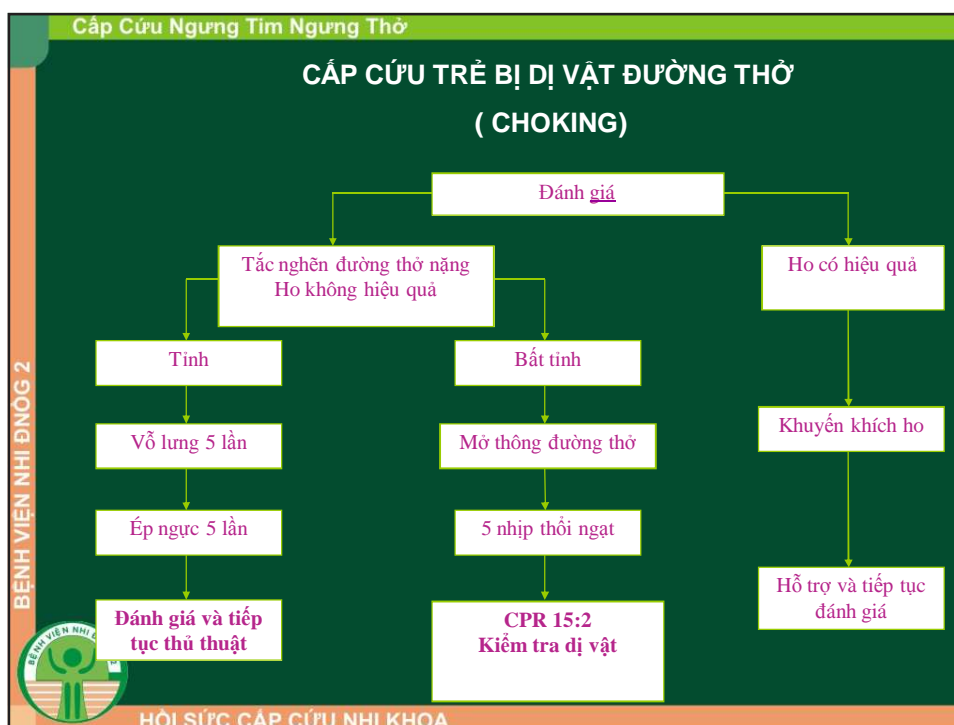 Cấp Cứu Ngưng Tim Ngưng Thở
CẤP CỨU TRẺ BỊ DỊ VẬT ĐƯỜNG THỞ
( CHOKING)
Đánh giá
Tắc nghẽn đường thở nặng
Ho không hiệu quả
Ho có hiệu quả
Tỉnh
Bất tỉnh
Vỗ lưng 5 lần
Mở thông đường thở
Khuyến khích ho
Ép ngực 5 lần
5 nhịp thổi ngạt
Hỗ trợ và tiếp tục
đánh giá
Đánh giá và tiếp
tục thủ thuật
CPR 15:2
Kiểm tra dị vật
BỆNH VIỆN NHI ĐNÓG 2
BỆNH VIỆN NHI
HỒI SỨC CẤP CỨU NHI KHOA